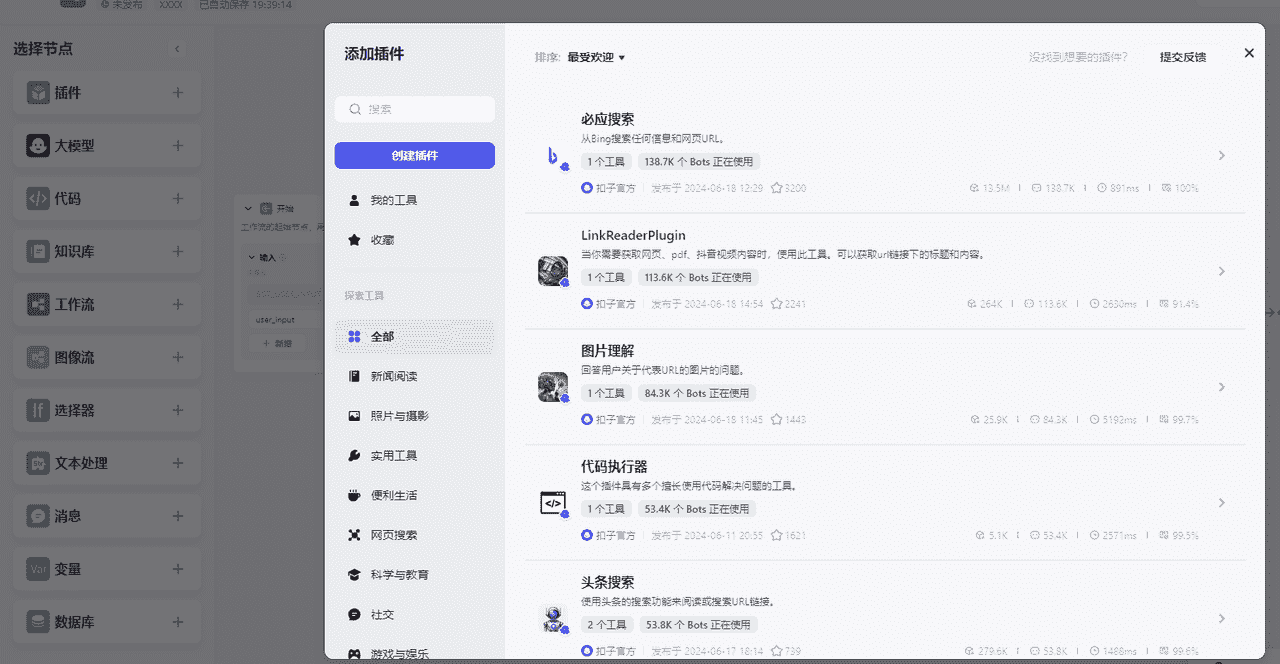 未发布 XXXX 已自动保存 19:39:14
选择节点
插件
大模型
代码
知识库
工作流
图像流
If 选择器
文本处理
消息
Var 变量
数据库
开始
输入
user_input
新增
添加插件
搜索
创建插件
我的工具
收藏
探索工具
全部
新闻阅读
照片与摄影
实用工具
便利生活
网页搜索
科学与教育
社交
游戏与娱乐
排序: 最受欢迎
没找到想要的插件? 提交反馈
必应搜索
从Bing搜索任何信息和网页URL。
1 个工具 138.7K 个 Bots 正在使用
扣子官方 发布于 2024-06-18 12:29 3200
13.5M 138.7K 891ms 100%
LinkReaderPlugin
当你需要获取网页、pdf、抖音视频内容时，使用此工具。可以获取url链接下的标题和内容。
1 个工具 113.6K 个 Bots 正在使用
扣子官方 发布于 2024-06-18 14:54 2241
264K 113.6K 2690ms 91.4%
图片理解
回答用户关于代表URL的图片的问题。
1 个工具 84.3K 个 Bots 正在使用
扣子官方 发布于 2024-06-18 11:45 1443
25.9K 84.3K 5192ms 99.7%
代码执行器
这个插件具有多个擅长使用代码解决问题的工具。
1 个工具 53.4K 个 Bots 正在使用
扣子官方 发布于 2024-06-11 20:55 1621
5.1K 53.4K 2571ms 99.5%
头条搜索
使用头条的搜索功能来阅读或搜索URL链接。
2 个工具 53.8K 个 Bots 正在使用
扣子官方 发布于 2024-06-17 18:14 739
279.6K 53.8K 1488ms 99.6%